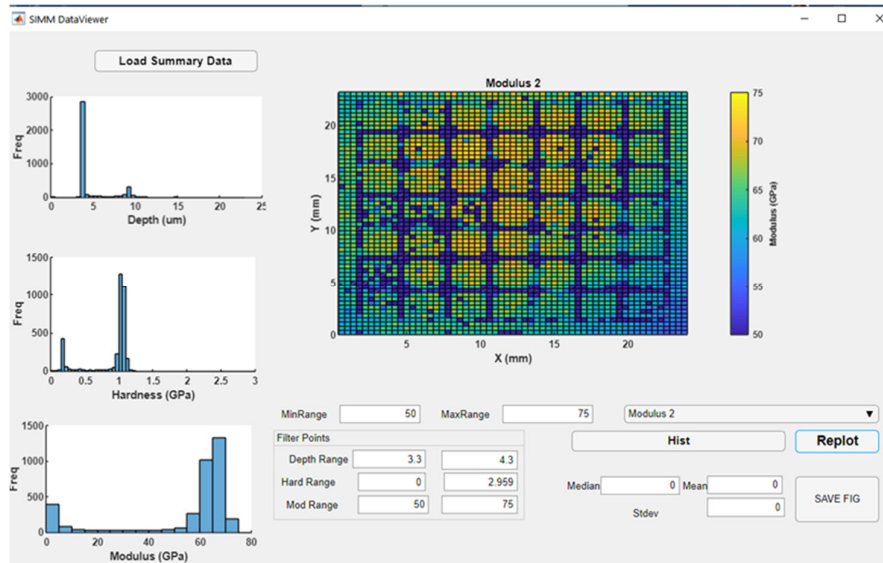 SIMM DataViewer
Load Summary Data
3000
2000
1000
0
Freq
0 5 10 15 20 25
Depth (um)
1500
1000
500
0
Freq
0 0.5 1 1.5 2 2.5 3
Hardness (GPa)
1500
1000
500
0
Freq
0 20 40 60 80
Modulus (GPa)
Modulus 2
20
15
10
5
0
Y (mm)
5 10 15 20
X (mm)
75
70
65
60
55
50
Modulus (GPa)
MinRange 50 MaxRange 75 Modulus 2
Filter Points
Depth Range 3.3 4.3
Hard Range 0 2.959
Mod Range 50 75
Hist Replot
Median 0 Mean 0
Stdev 0
SAVE FIG